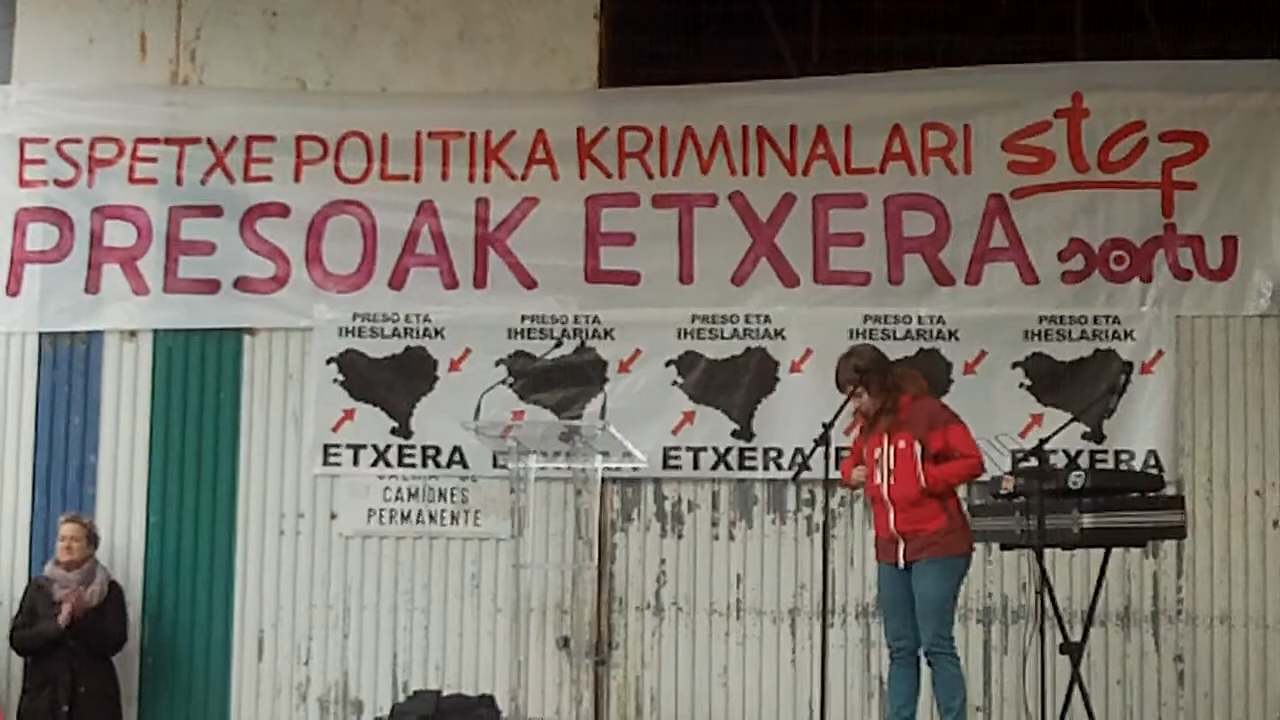 ESPETXE POLITIKA KRIMINALARI stop
PRESOAK ETXERA sortu
PRESO ETA
IHESLARIAK
ETXERA
PRESO ETA
IHESLARIAK
ETXERA
PRESO ETA
IHESLARIAK
ETXERA
PRESO ETA
IHESLARIAK
PRESO ETA
IHESLARIAK
ETXERA
CAMIONES
PERMANENTE